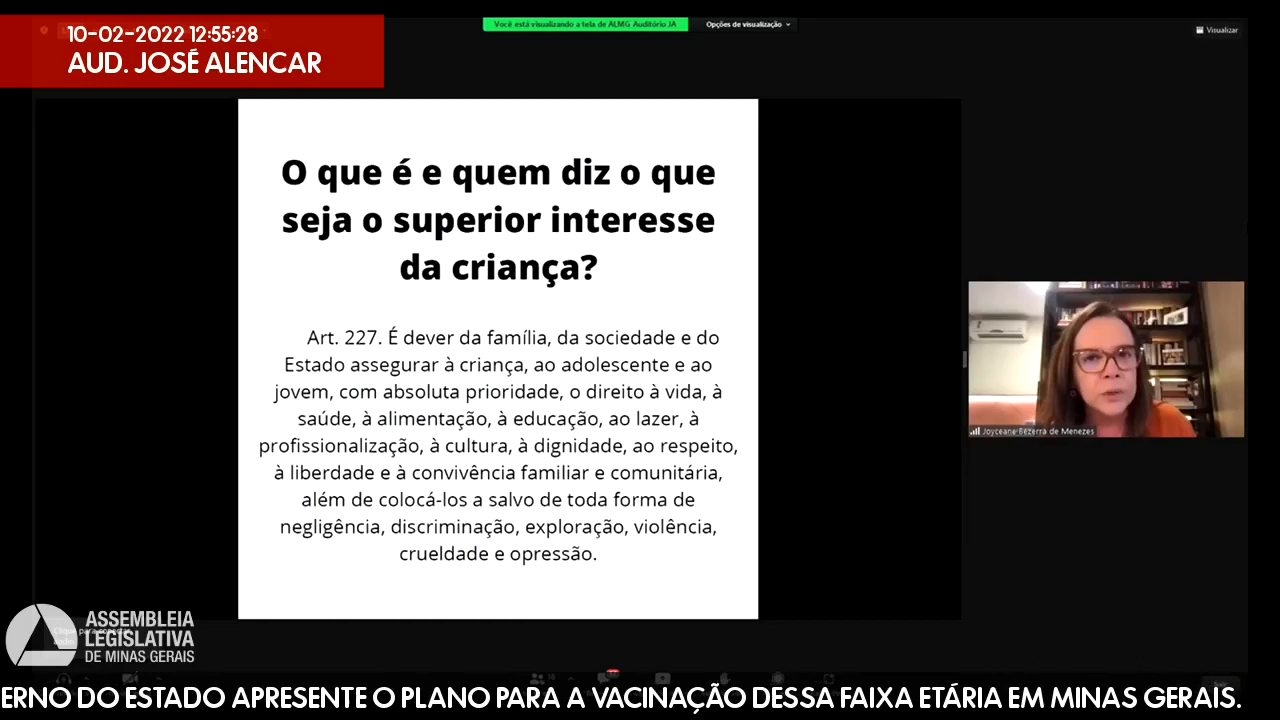 10-02-2022 12:55:28
AUD. JOSÉ ALENCAR
Você está visualizando a tela de ALMG Auditório JA
Opções de visualização
Visualizar
O que é e quem diz o que
seja o superior interesse
da criança?
Art. 227. É dever da família, da sociedade e do
Estado assegurar à criança, ao adolescente e ao
jovem, com absoluta prioridade, o direito à vida, à
saúde, à alimentação, à educação, ao lazer, à
profissionalização, à cultura, à dignidade, ao respeito,
à liberdade e à convivência familiar e comunitária,
além de colocá-los a salvo de toda forma de
negligência, discriminação, exploração, violência,
crueldade e opressão.
Joyceane Bezerra de Menezes
ASSEMBLEIA
LEGISLATIVA
DE MINAS GERAIS
ERNO DO ESTADO APRESENTE O PLANO PARA A VACINAÇÃO DESSA FAIXA ETÁRIA EM MINAS GERAIS.